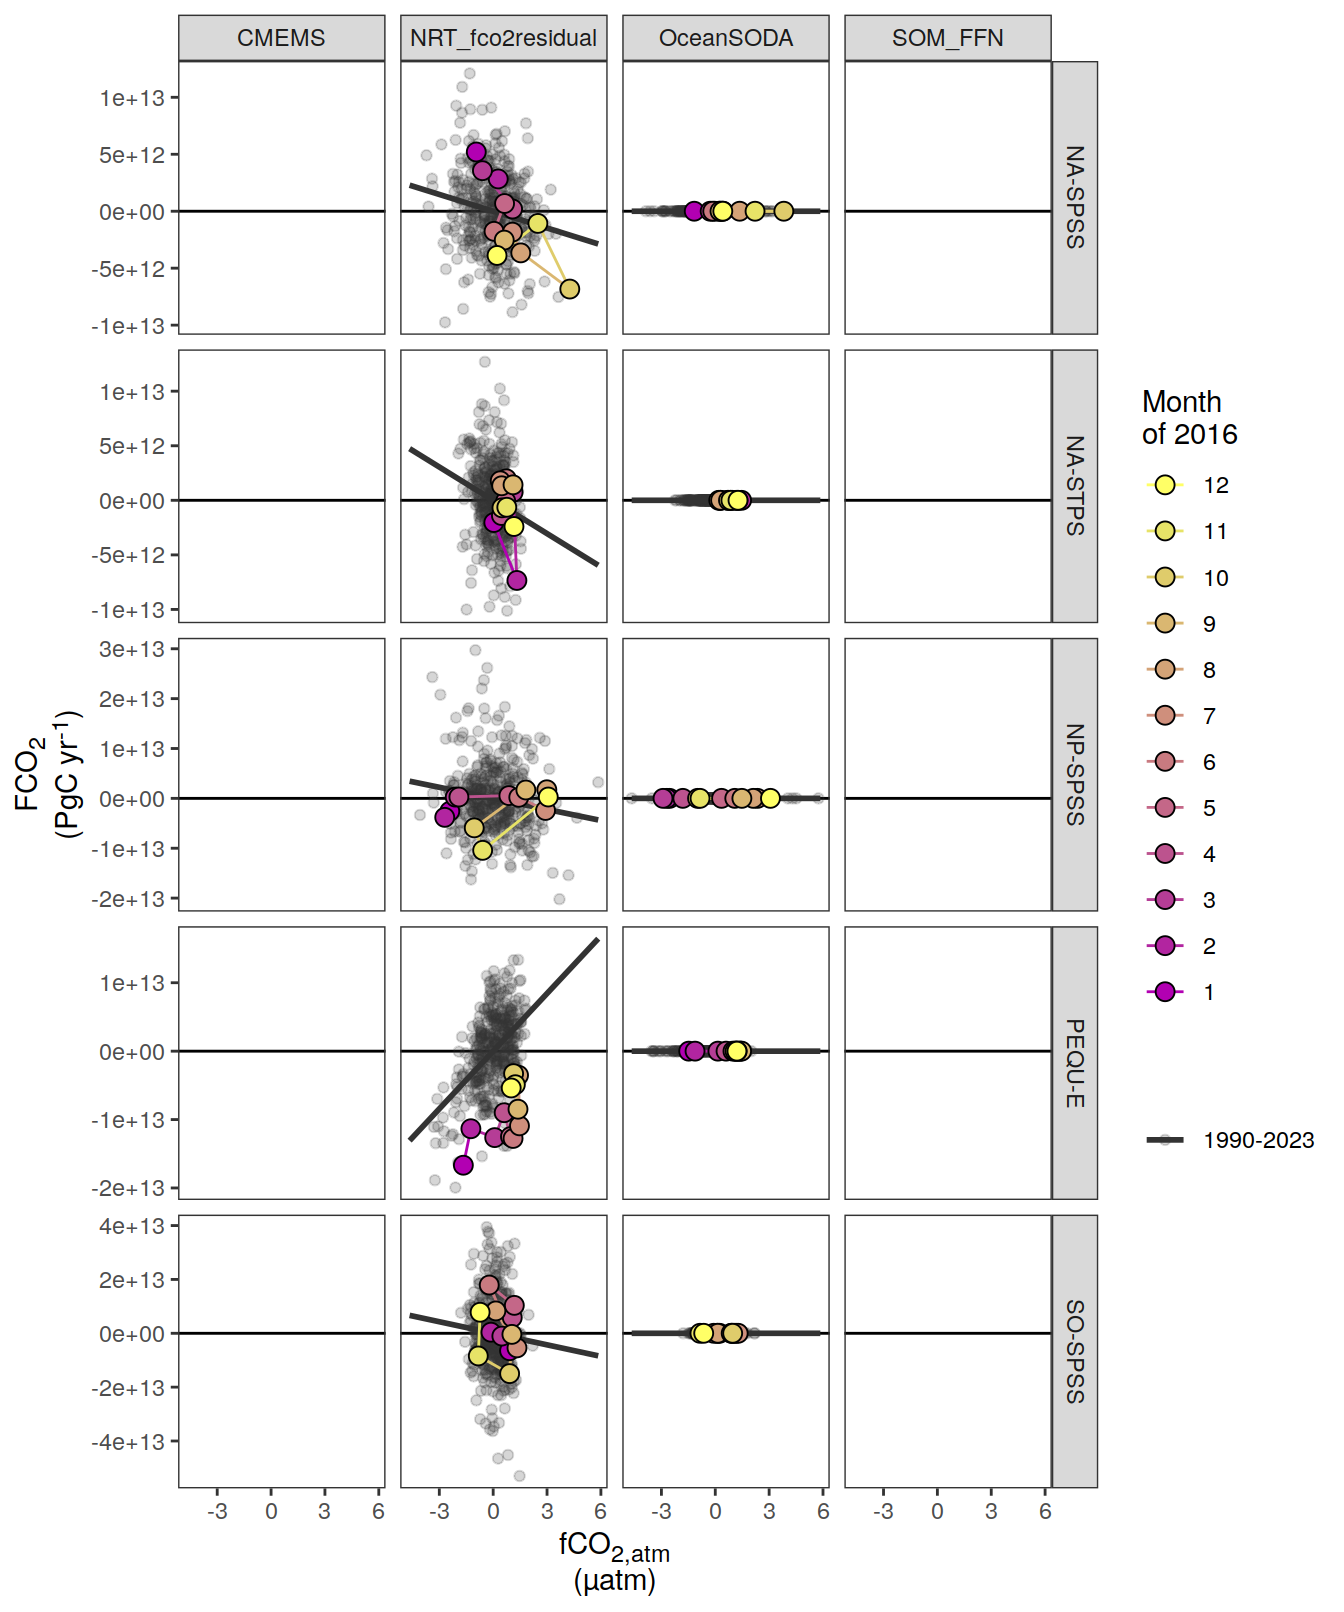 CMEMS NRT_fco2residual OceanSODA SOM_FFN
1e+13
5e+12
0e+00
-5e+12
-1e+13
NA-SPSS
1e+13
5e+12
0e+00
-5e+12
-1e+13
NA-STPS
3e+13
2e+13
1e+13
0e+00
-1e+13
-2e+13
NP-SPSS
1e+13
0e+00
-1e+13
-2e+13
PEQU-E
4e+13
2e+13
0e+00
-2e+13
-4e+13
SO-SPSS
-3 0 3 6 -3 0 3 6 -3 0 3 6 -3 0 3 6
fCO2,atm
(µatm)
FCO2
(PgC yr-1)
Month
of 2016
12
11
10
9
8
7
6
5
4
3
2
1
1990-2023